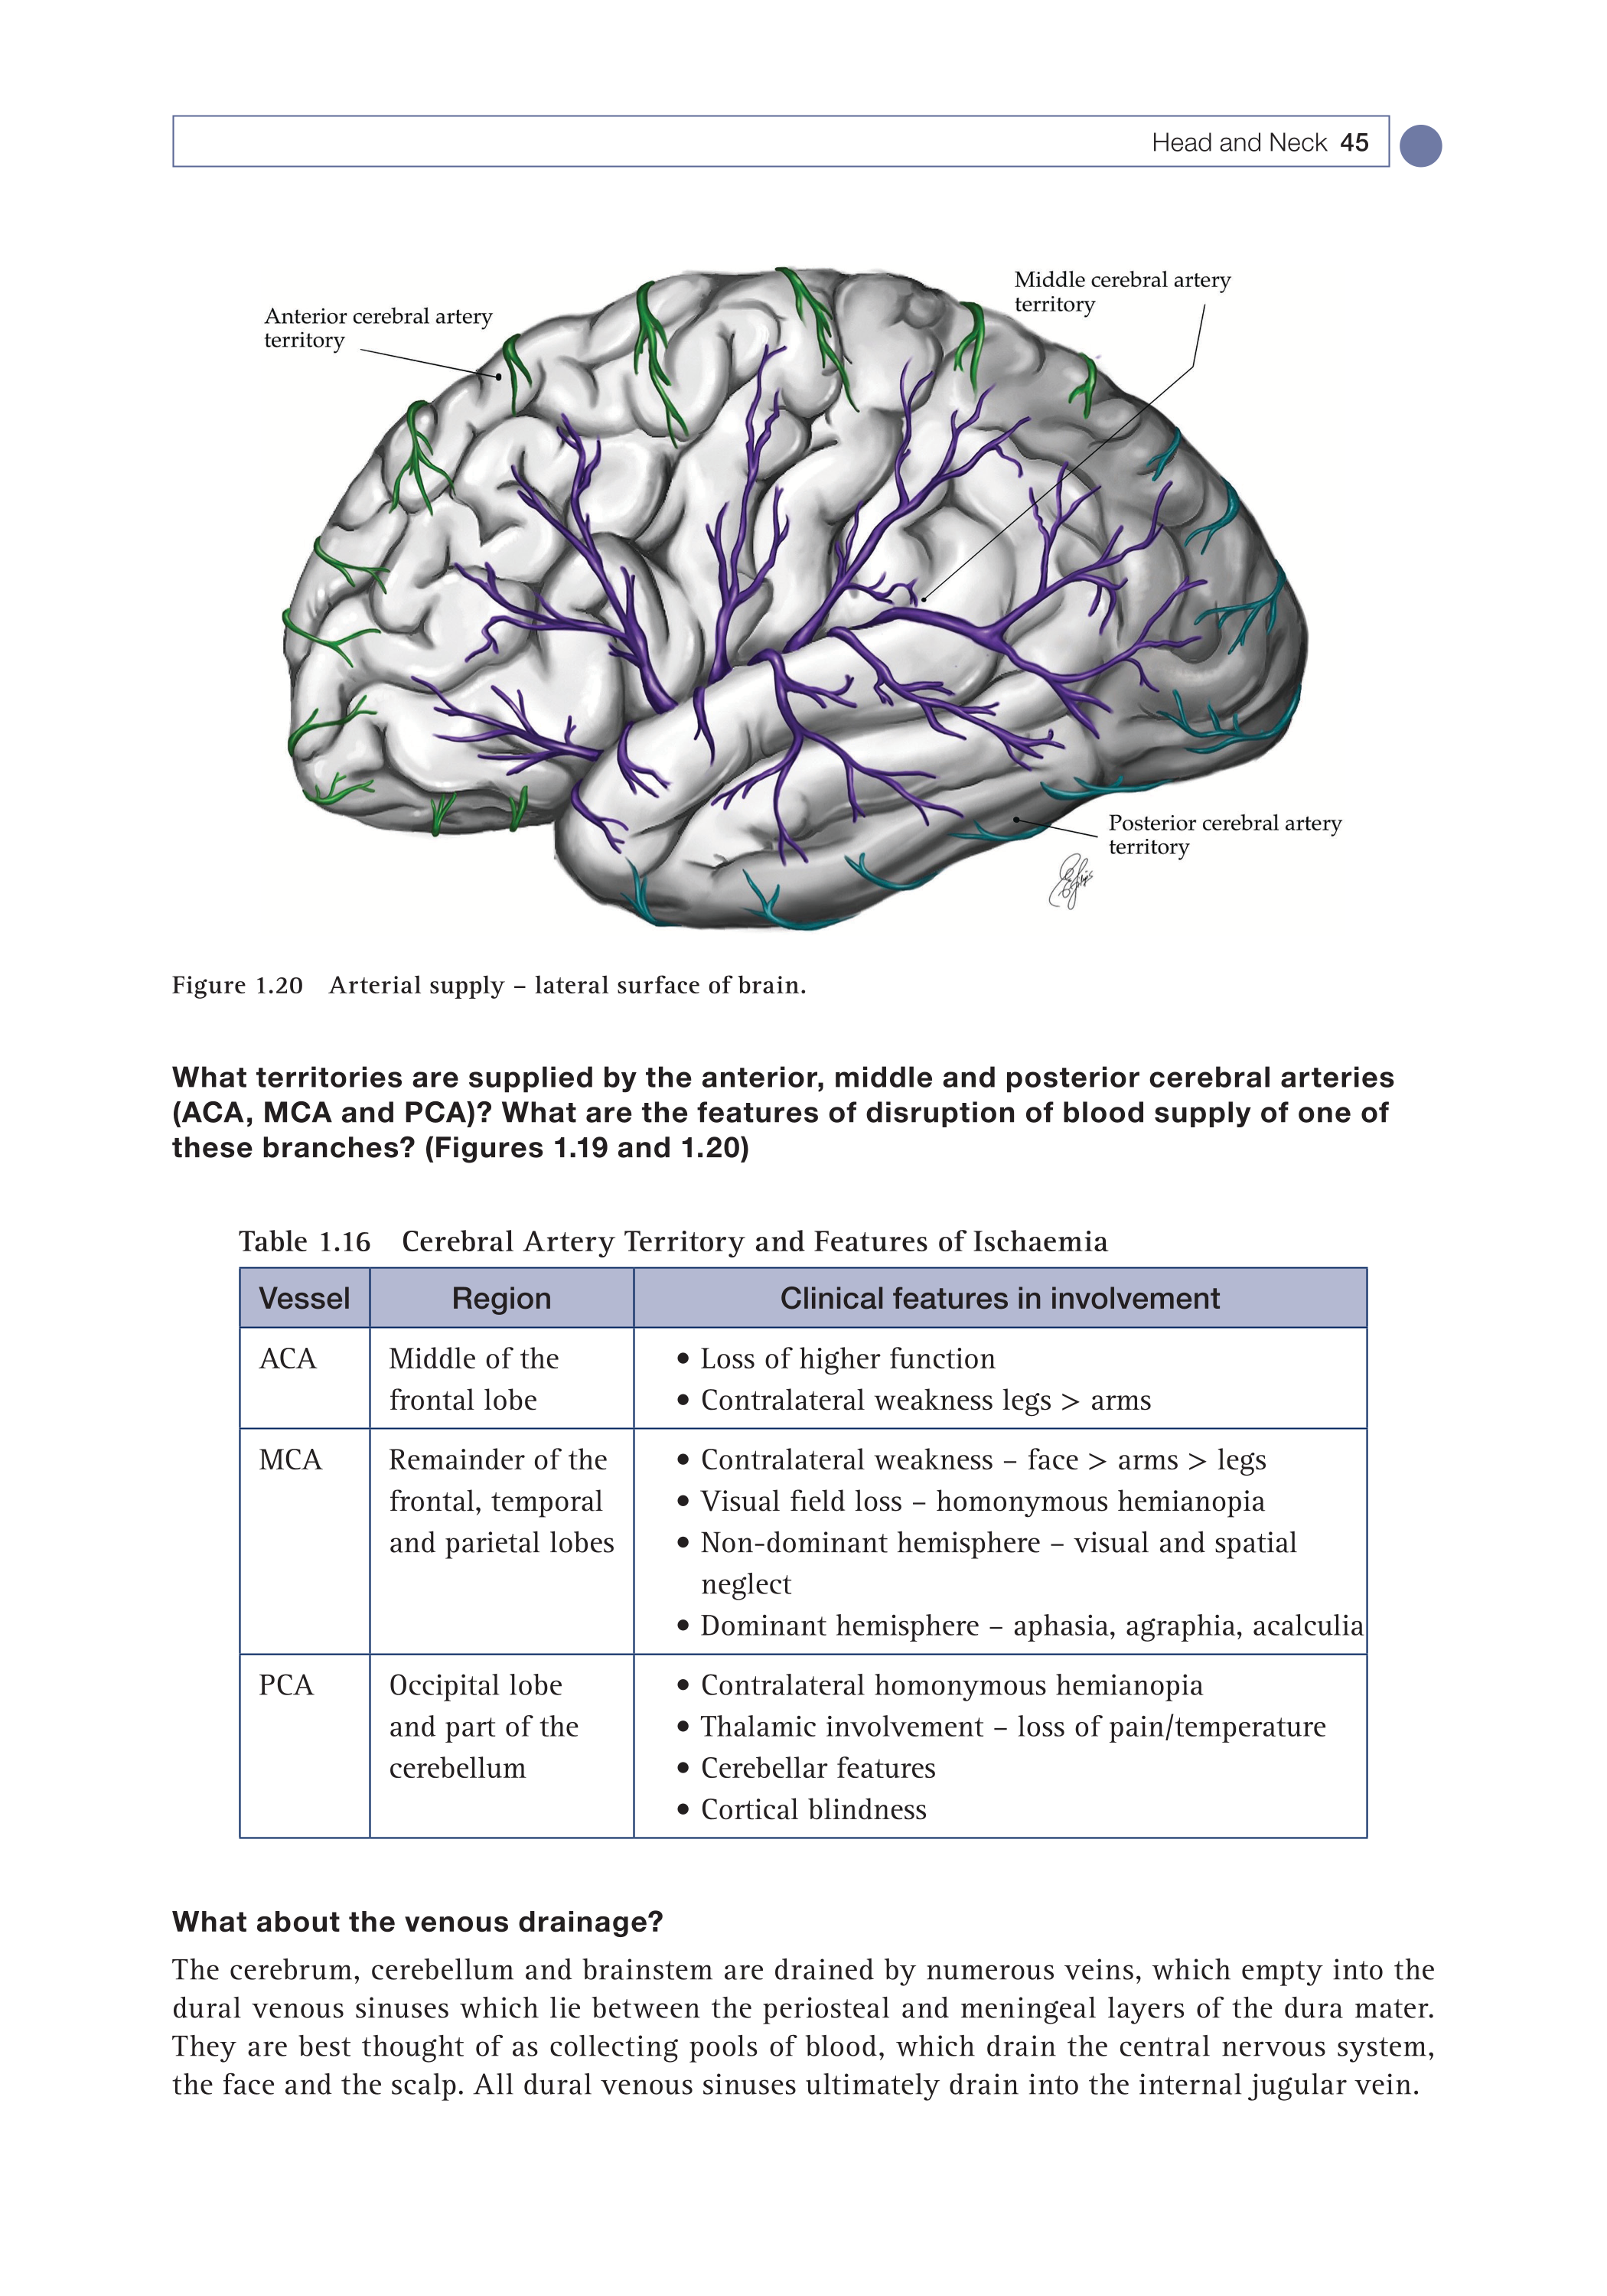 Head and Neck 45
Anterior cerebral artery
territory
Middle cerebral artery
territory
Posterior cerebral artery
territory
Figure 1.20 Arterial supply – lateral surface of brain.
What territories are supplied by the anterior, middle and posterior cerebral arteries
(ACA, MCA and PCA)? What are the features of disruption of blood supply of one of
these branches? (Figures 1.19 and 1.20)
Table 1.16 Cerebral Artery Territory and Features of Ischaemia
Vessel Region Clinical features in involvement
ACA Middle of the • Loss of higher function
frontal lobe • Contralateral weakness legs > arms
MCA Remainder of the • Contralateral weakness – face > arms > legs
frontal, temporal • Visual field loss – homonymous hemianopia
and parietal lobes • Non-dominant hemisphere – visual and spatial
neglect
• Dominant hemisphere – aphasia, agraphia, acalculia
PCA Occipital lobe • Contralateral homonymous hemianopia
and part of the • Thalamic involvement – loss of pain/temperature
cerebellum • Cerebellar features
• Cortical blindness
What about the venous drainage?
The cerebrum, cerebellum and brainstem are drained by numerous veins, which empty into the
dural venous sinuses which lie between the periosteal and meningeal layers of the dura mater.
They are best thought of as collecting pools of blood, which drain the central nervous system,
the face and the scalp. All dural venous sinuses ultimately drain into the internal jugular vein.